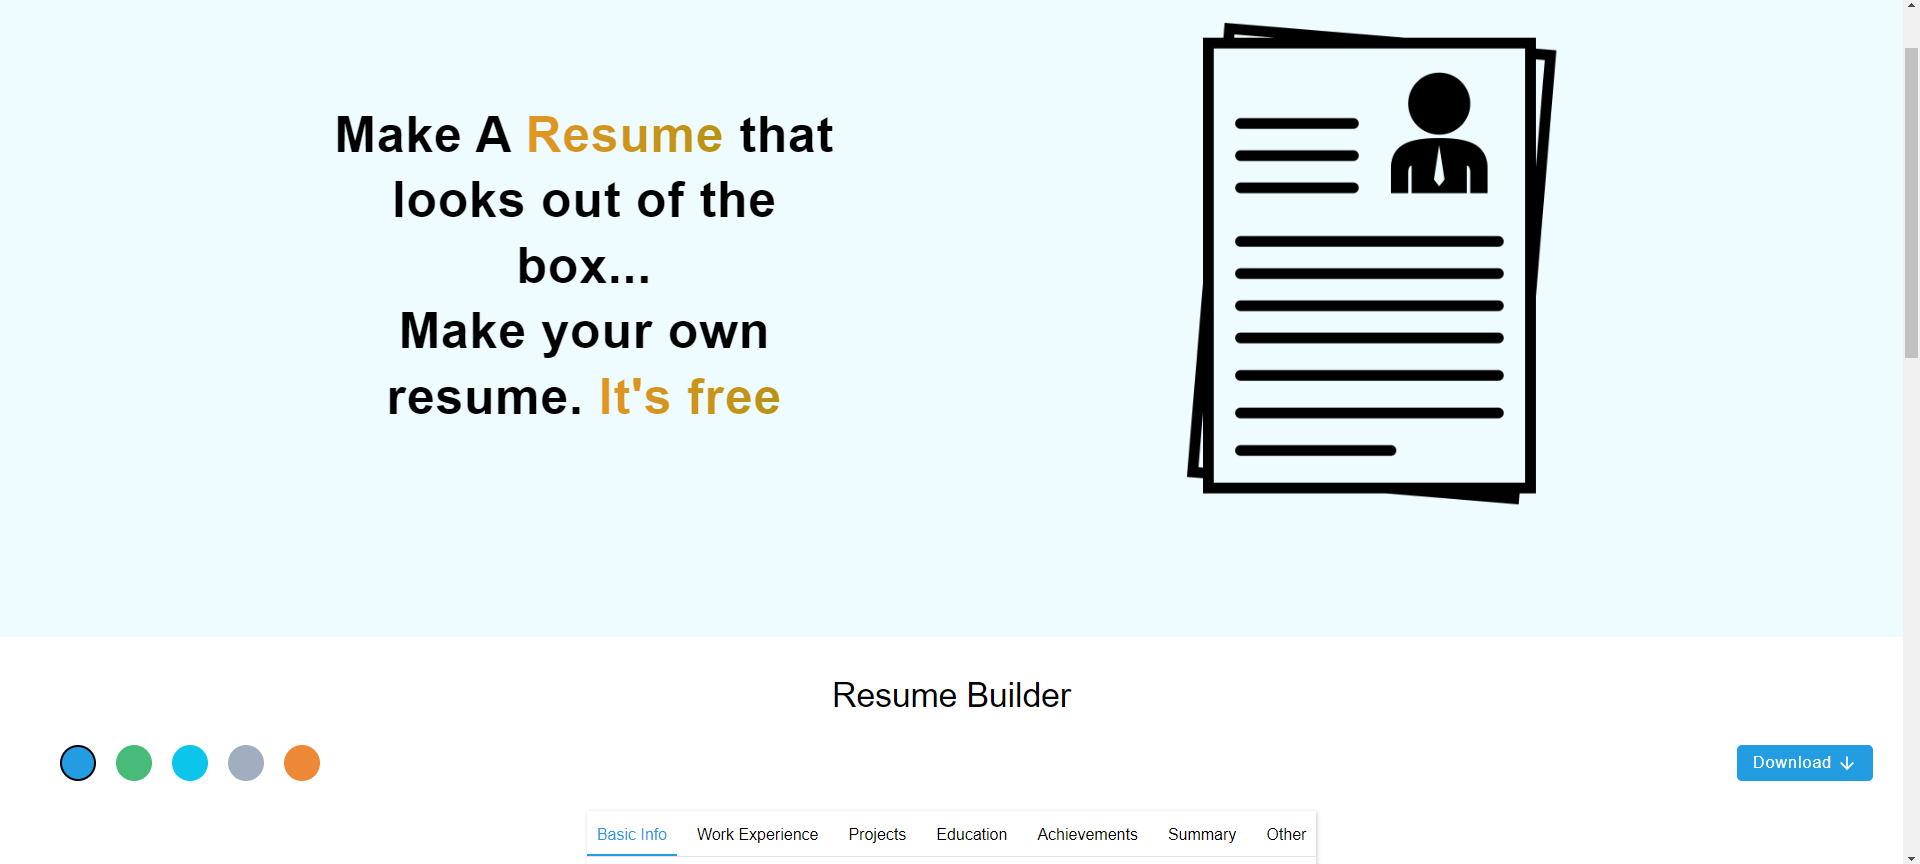 Make A Resume that
looks out of the
box...
Make your own
resume. It's free
Resume Builder
Download
Basic Info Work Experience Projects Education Achievements Summary Other